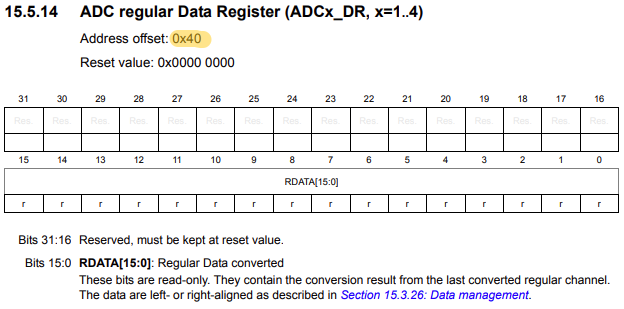 15.5.14 ADC regular Data Register (ADCx_DR, x=1..4)
Address offset: 0x40
Reset value: 0x0000 0000
31 30 29 28 27 26 25 24 23 22 21 20 19 18 17 16
Res. Res. Res. Res. Res. Res. Res. Res. Res. Res. Res. Res. Res. Res. Res. Res.
15 14 13 12 11 10 9 8 7 6 5 4 3 2 1 0
RDATA[15:0]
r r r r r r r r r r r r r r r r
Bits 31:16 Reserved, must be kept at reset value.
Bits 15:0 RDATA[15:0]: Regular Data converted
These bits are read-only. They contain the conversion result from the last converted regular channel.
The data are left- or right-aligned as described in Section 15.3.26: Data management.